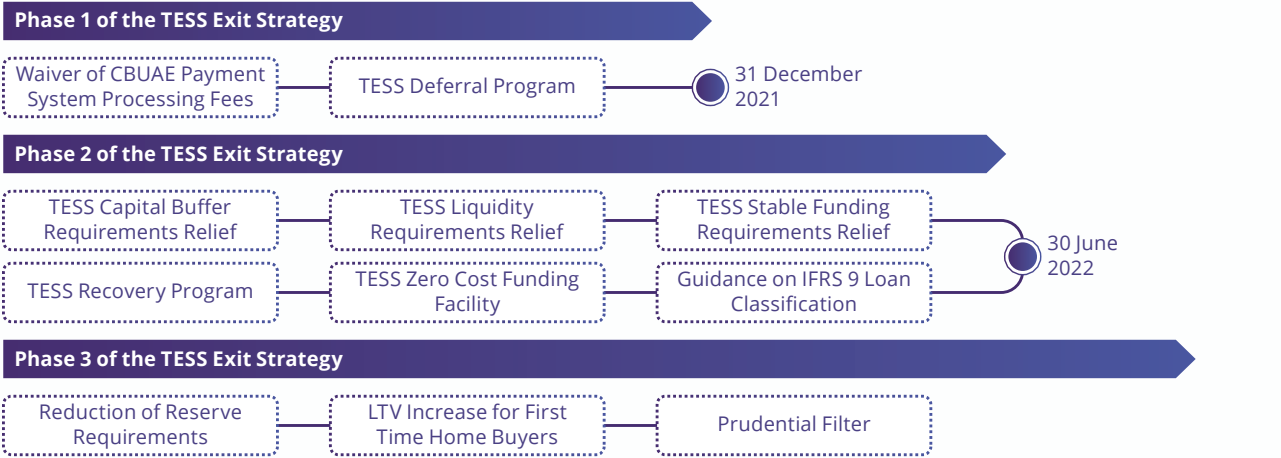 Phase 1 of the TESS Exit Strategy
Waiver of CBUAE Payment
System Processing Fees
TESS Deferral Program
31 December
2021
Phase 2 of the TESS Exit Strategy
TESS Capital Buffer
Requirements Relief
TESS Liquidity
Requirements Relief
TESS Stable Funding
Requirements Relief
TESS Recovery Program
TESS Zero Cost Funding
Facility
Guidance on IFRS 9 Loan
Classification
30 June
2022
Phase 3 of the TESS Exit Strategy
Reduction of Reserve
Requirements
LTV Increase for First
Time Home Buyers
Prudential Filter